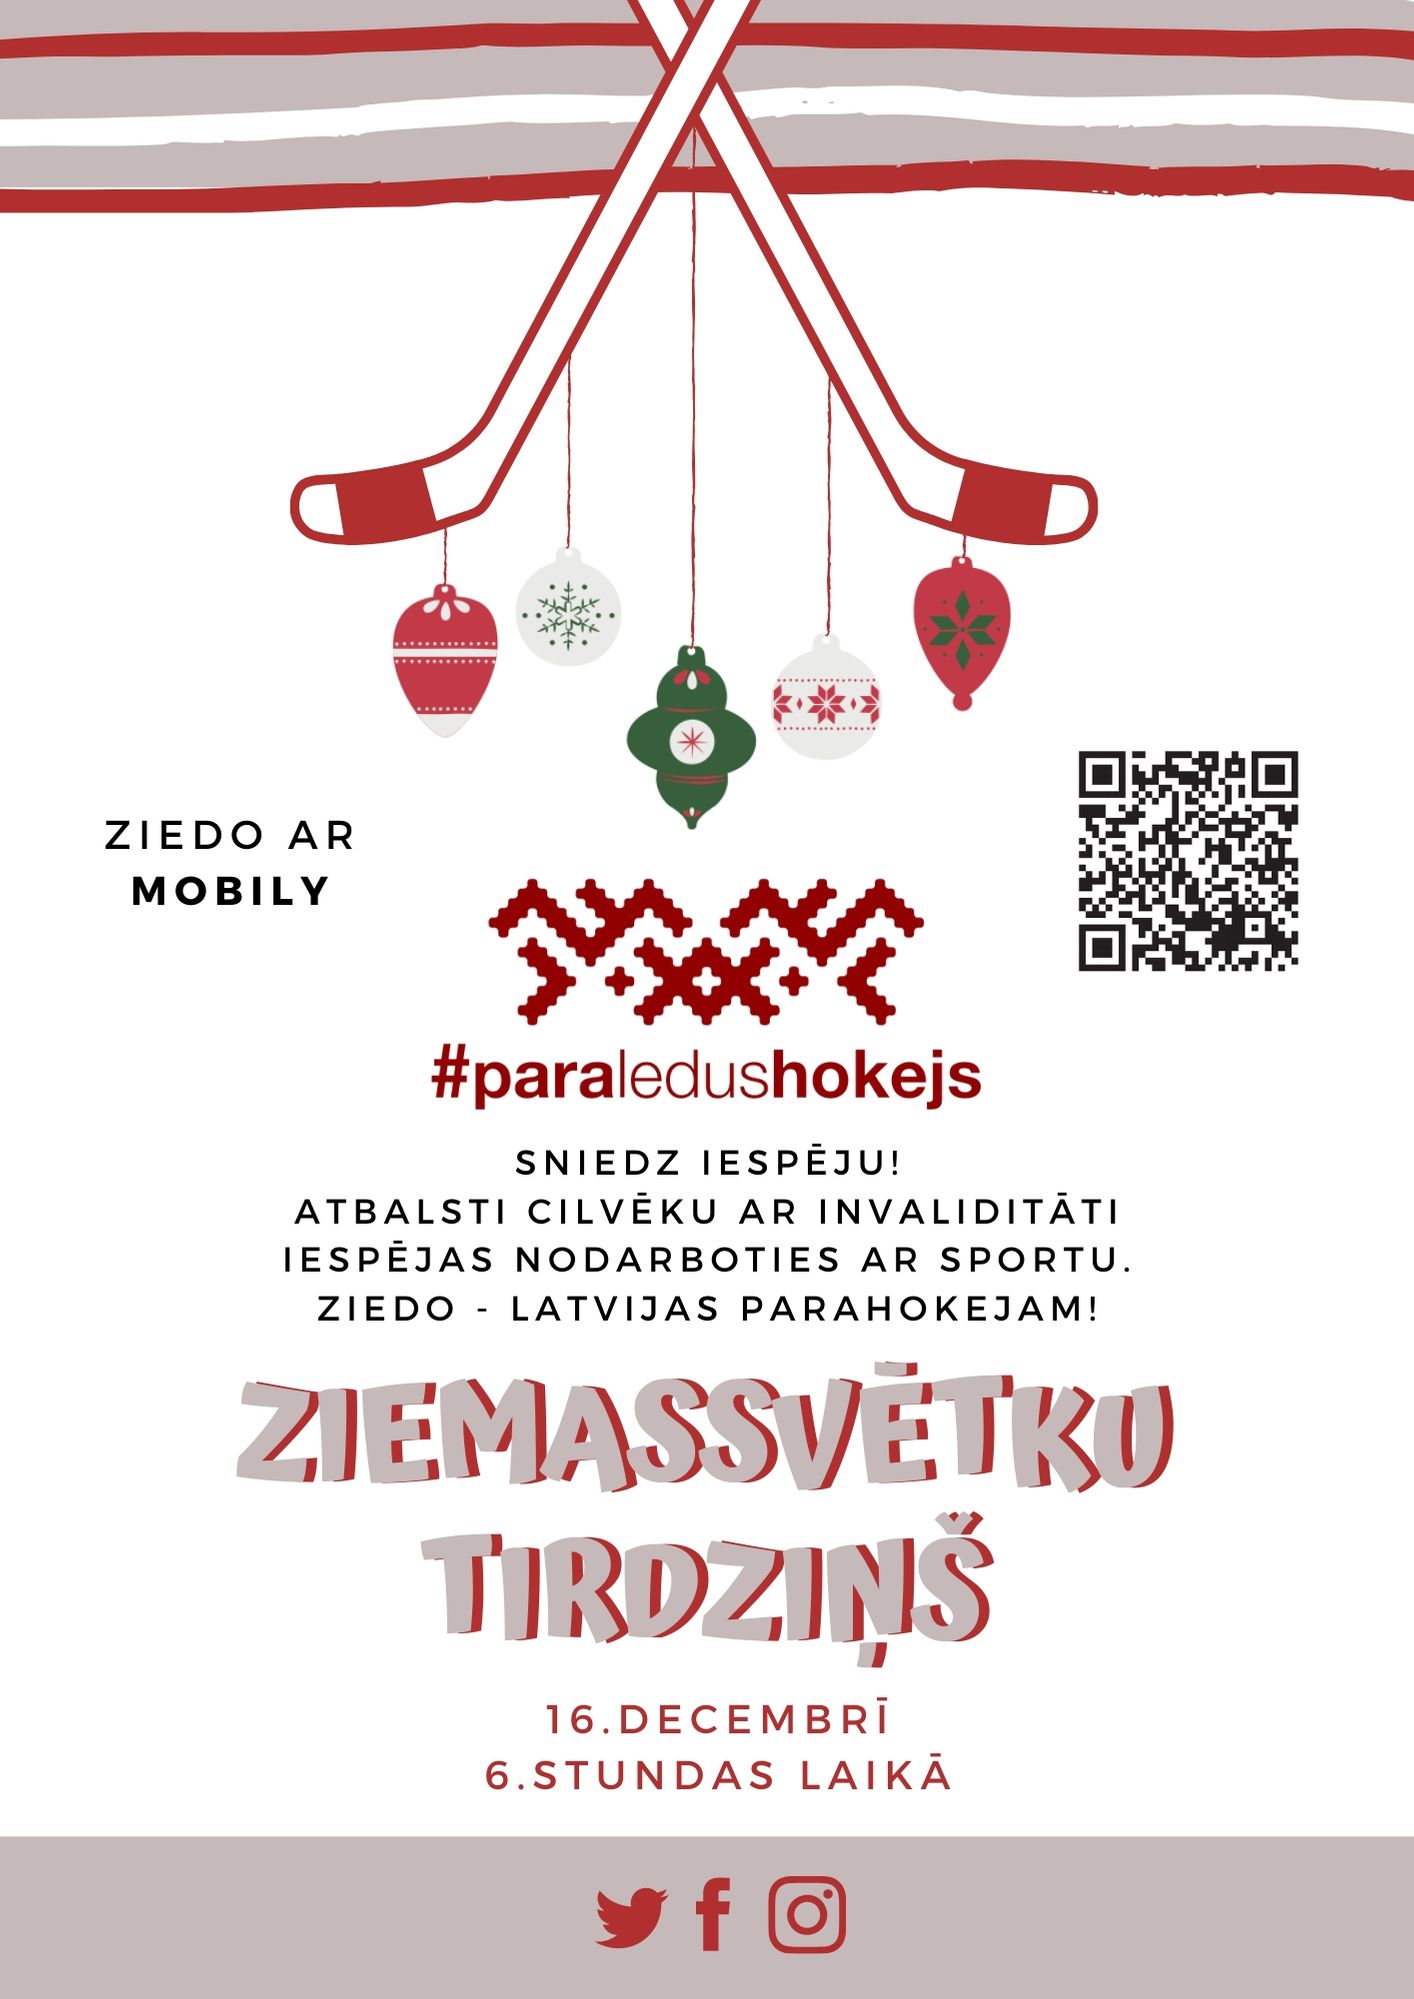 ZIEDO AR
MOBILY
#paraledushokejs
SNIEDZ IESPĒJU!
ATBALSTI CILVĒKU AR INVALIDITĀTI
IESPĒJAS NODARBOTIES AR SPORTU.
ZIEDO - LATVIJAS PARAHOKEJAM!
ZIEMASSVĒTKU
TIRDZIŅŠ
16.DECEMBRĪ
6.STUNDAS LAIKĀ